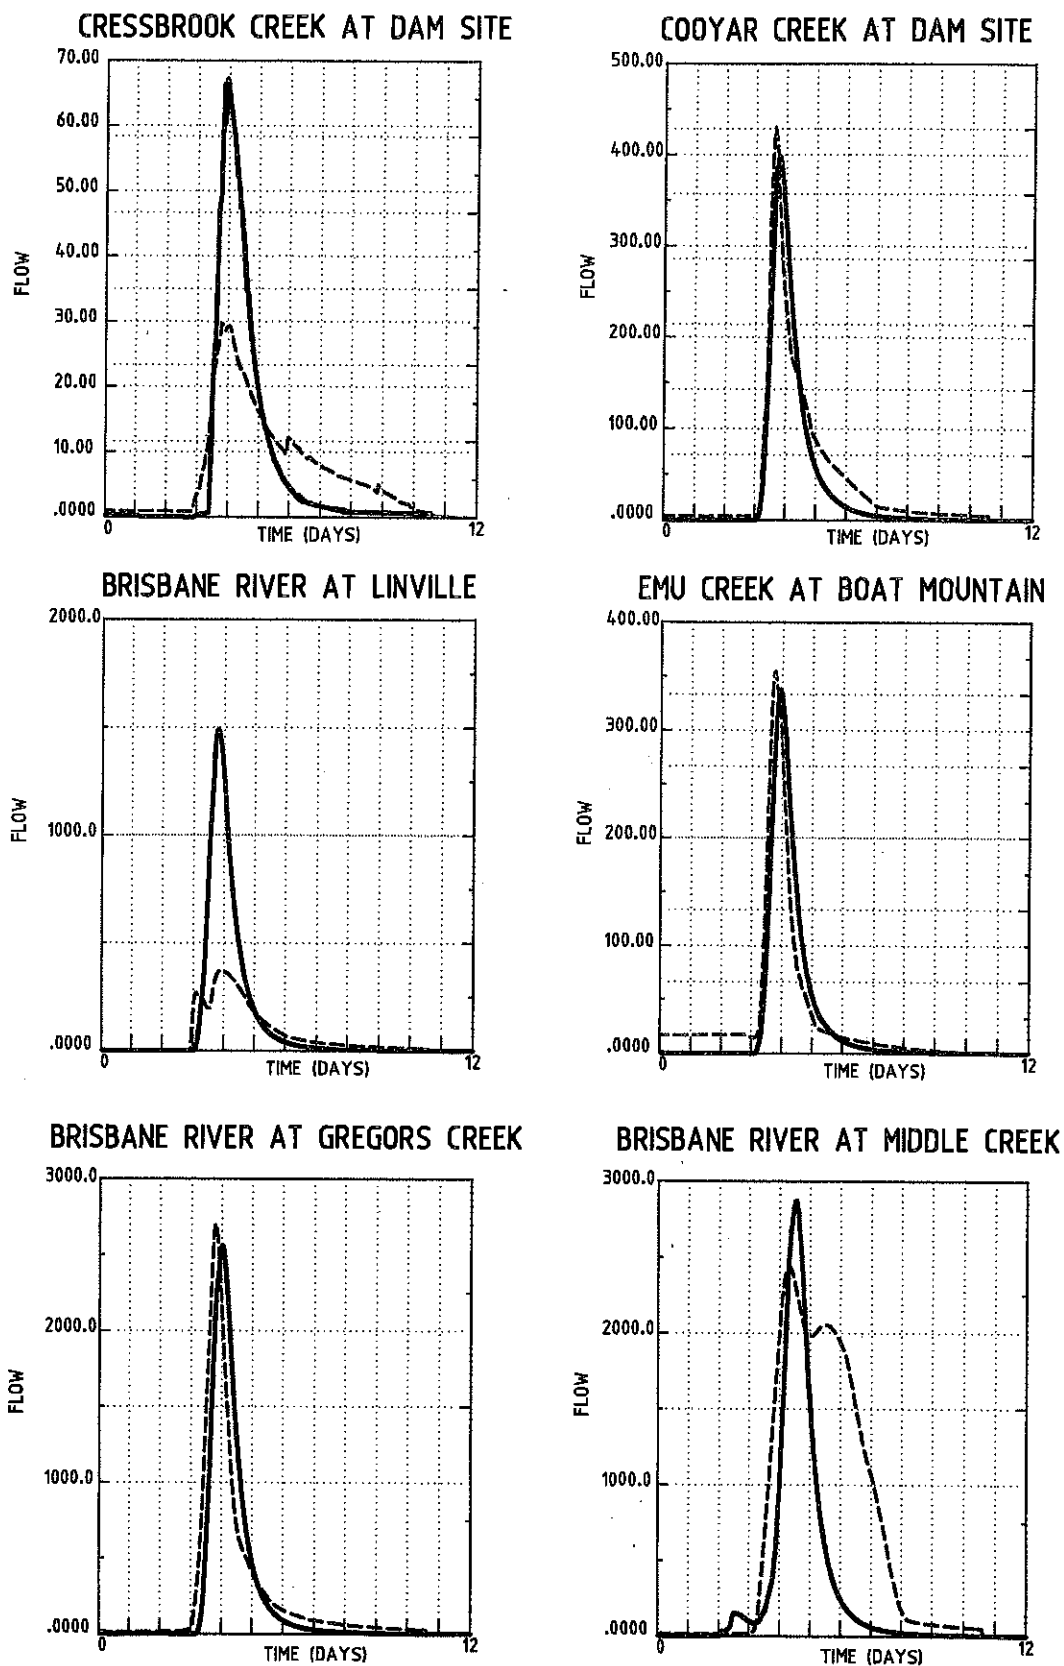 CRESSBROOK CREEK AT DAM SITE
70.00
60.00
50.00
40.00
30.00
20.00
10.00
.0000
FLOW
0
TIME (DAYS)
12
COOYAR CREEK AT DAM SITE
500.00
400.00
300.00
200.00
100.00
.0000
FLOW
0
TIME (DAYS)
12
BRISBANE RIVER AT LINVILLE
2000.0
1000.0
.0000
FLOW
0
TIME (DAYS)
12
EMU CREEK AT BOAT MOUNTAIN
400.00
300.00
200.00
100.00
.0000
FLOW
0
TIME (DAYS)
12
BRISBANE RIVER AT GREGORS CREEK
3000.0
2000.0
1000.0
.0000
FLOW
0
TIME (DAYS)
12
BRISBANE RIVER AT MIDDLE CREEK
3000.0
2000.0
1000.0
.0000
FLOW
0
TIME (DAYS)
12